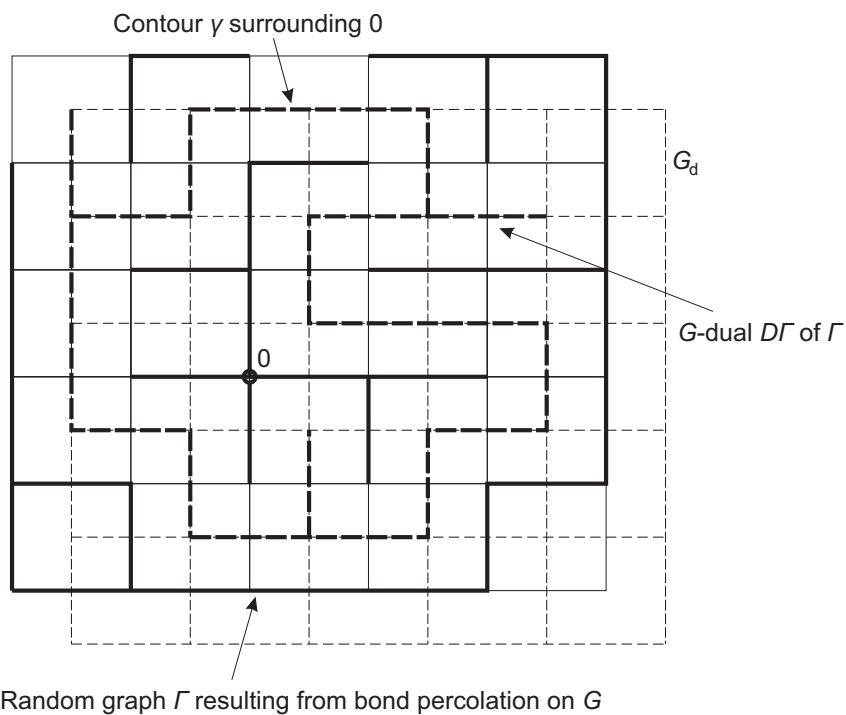 Contour γ surrounding 0
G_d
G-dual DΓ of Γ
0
Random graph Γ resulting from bond percolation on G